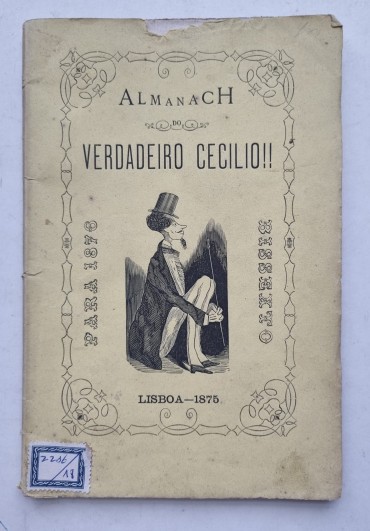 ALMANACH
DO
VERDADEIRO CECILIO!!
PARA 1876
BISSEXTO
LISBOA—1875